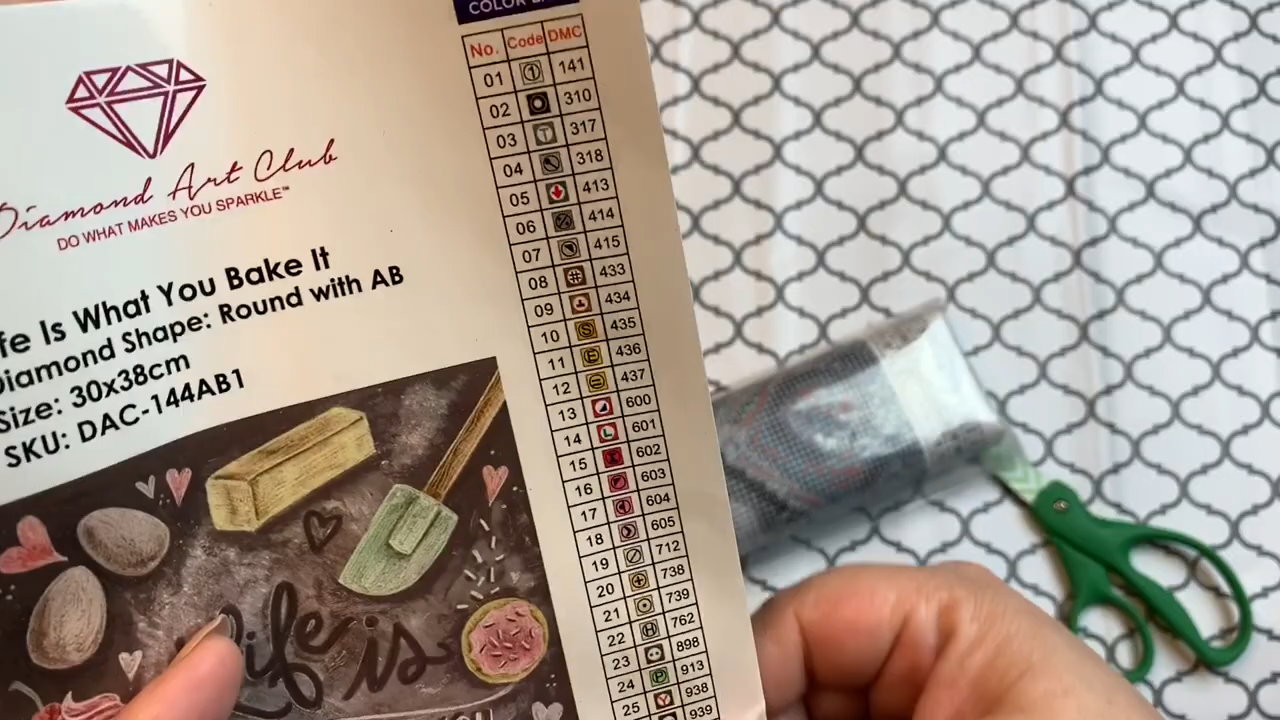 Diamond Art Club
DO WHAT MAKES YOU SPARKLE™
Life Is What You Bake It
Diamond Shape: Round with AB
Size: 30x38cm
SKU: DAC-144AB1
Life is
COLOR
No. Code DMC
01 1 141
02 310
03 T 317
04 318
05 413
06 414
07 415
08 433
09 434
10 S 435
11 E 436
12 437
13 600
14 L 601
15 602
16 603
17 604
18 605
19 712
20 738
21 739
22 H 762
23 898
24 P 913
25 Y 938
939